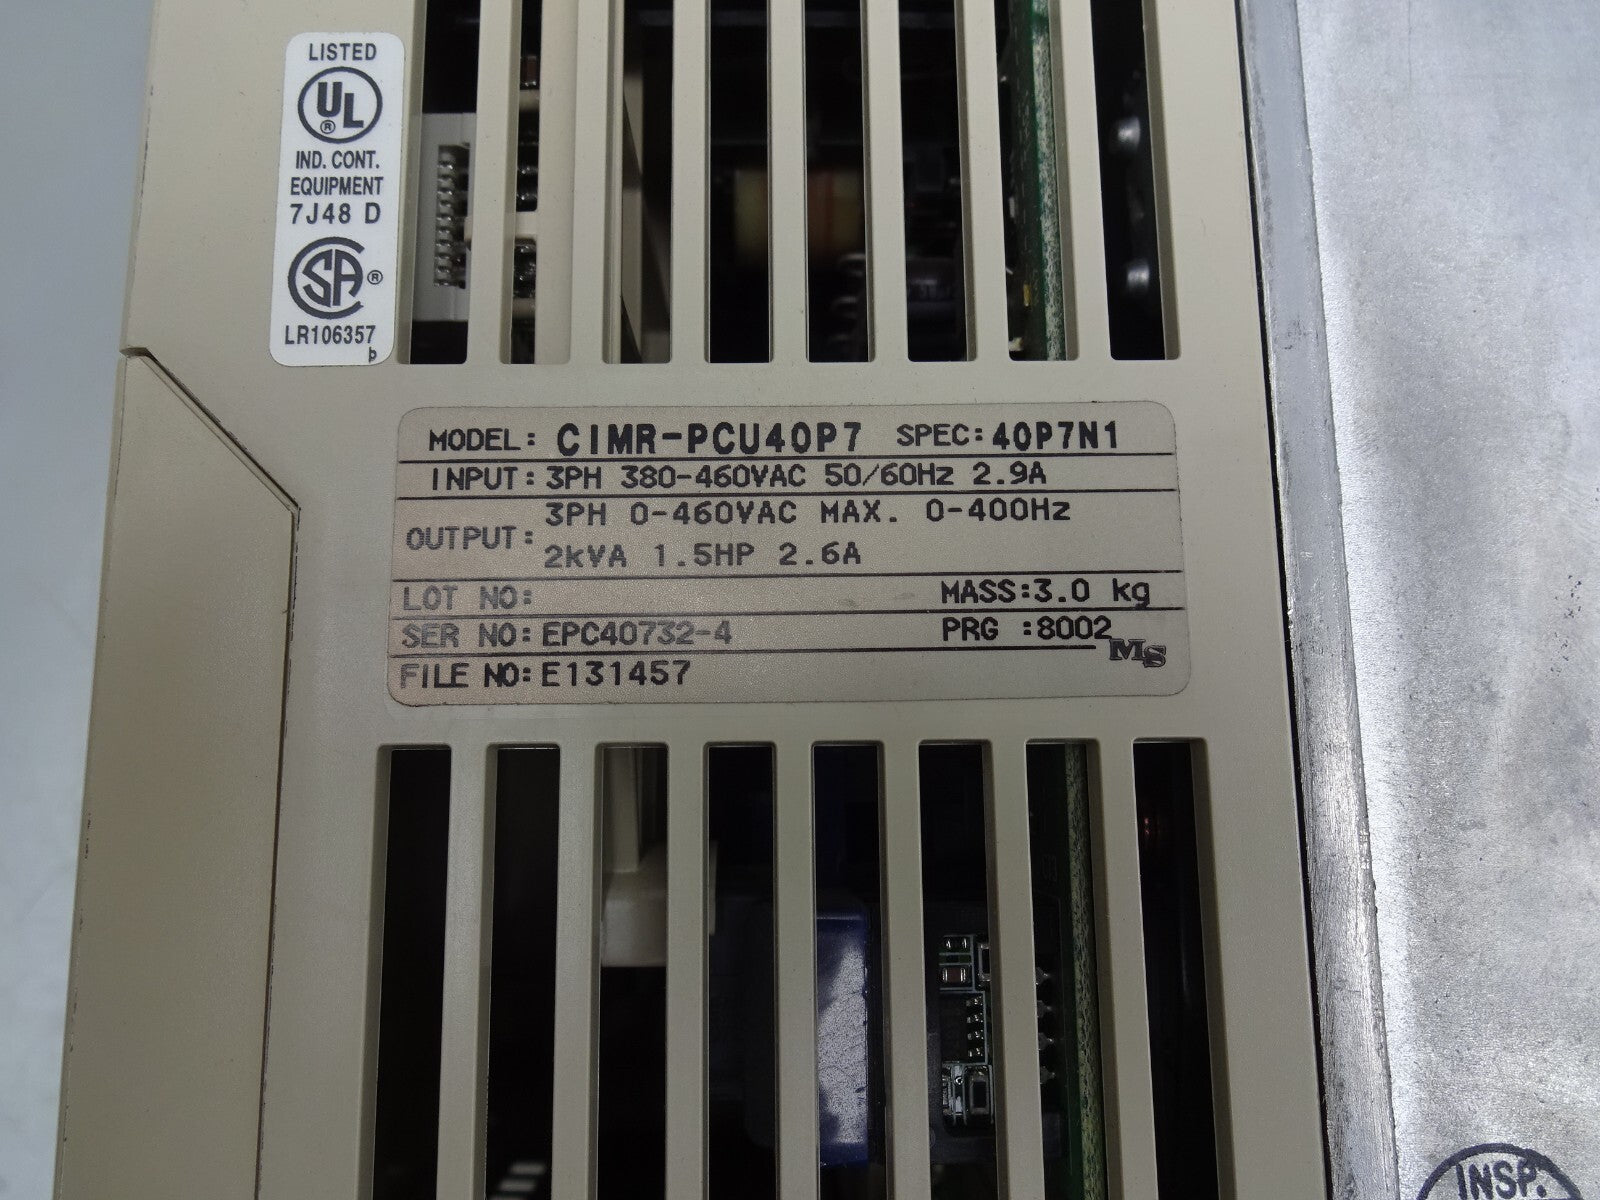 LISTED
UL
®
IND. CONT.
EQUIPMENT
7J48 D
SA ®
LR106357
b
MODEL: CIMR-PCU40P7 SPEC: 40P7N1
INPUT: 3PH 380-460VAC 50/60Hz 2.9A
OUTPUT: 3PH 0-460VAC MAX. 0-400Hz
2kVA 1.5HP 2.6A
LOT NO: MASS:3.0 kg
SER NO: EPC40732-4 PRG :8002
MS
FILE NO: E131457
INSP.